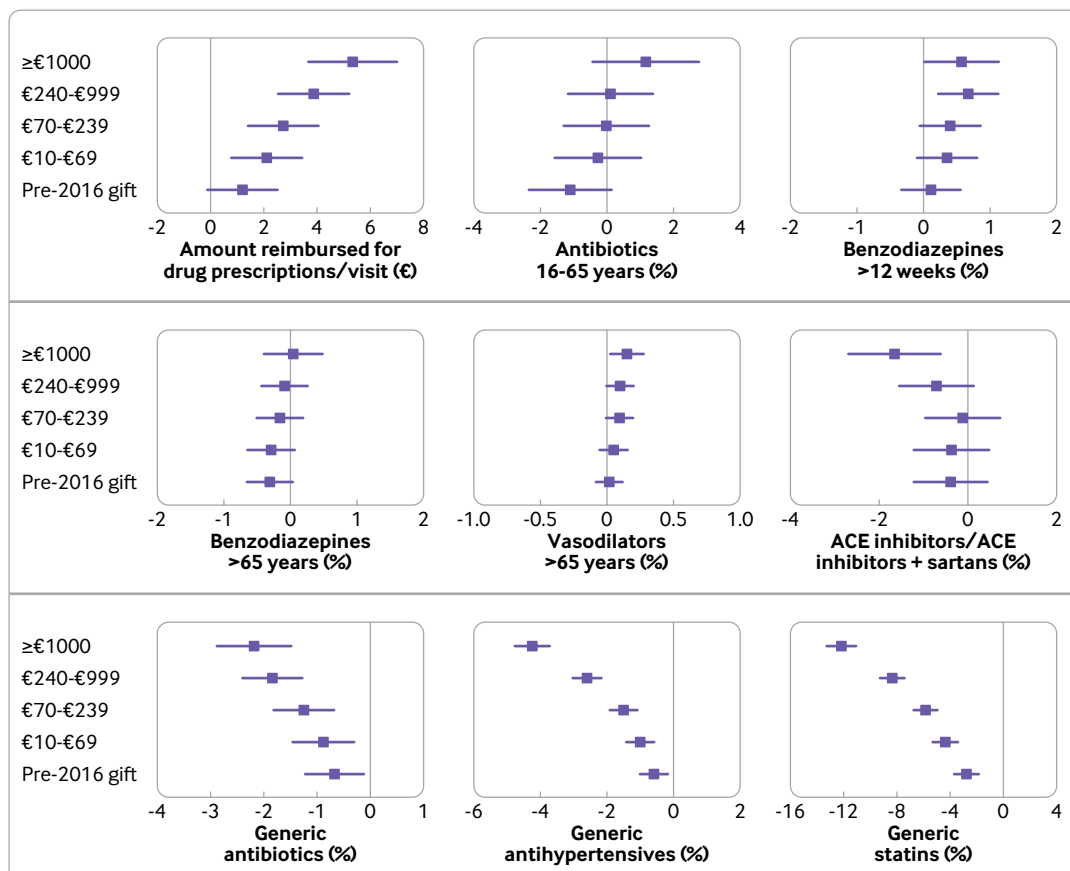 ≥€1000
€240-€999
€70-€239
€10-€69
Pre-2016 gift
-2 0 2 4 6 8
Amount reimbursed for
drug prescriptions/visit (€)
-4 -2 0 2 4
Antibiotics
16-65 years (%)
-2 -1 0 1 2
Benzodiazepines
>12 weeks (%)
≥€1000
€240-€999
€70-€239
€10-€69
Pre-2016 gift
-2 -1 0 1 2
Benzodiazepines
>65 years (%)
-1.0 -0.5 0 0.5 1.0
Vasodilators
>65 years (%)
-4 -2 0 2
ACE inhibitors/ACE
inhibitors + sartans (%)
≥€1000
€240-€999
€70-€239
€10-€69
Pre-2016 gift
-4 -3 -2 -1 0 1
Generic
antibiotics (%)
-6 -4 -2 0 2
Generic
antihypertensives (%)
-16 -12 -8 -4 0 4
Generic
statins (%)